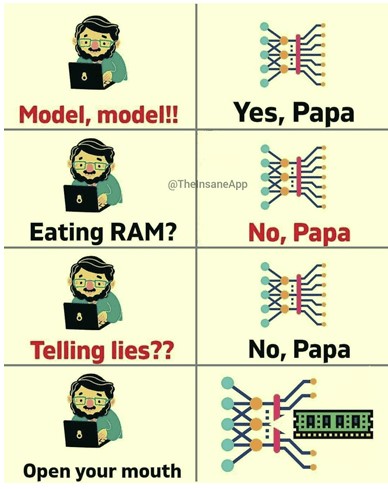 Model, model!!
Yes, Papa
@TheInsaneApp
Eating RAM?
No, Papa
Telling lies??
No, Papa
Open your mouth